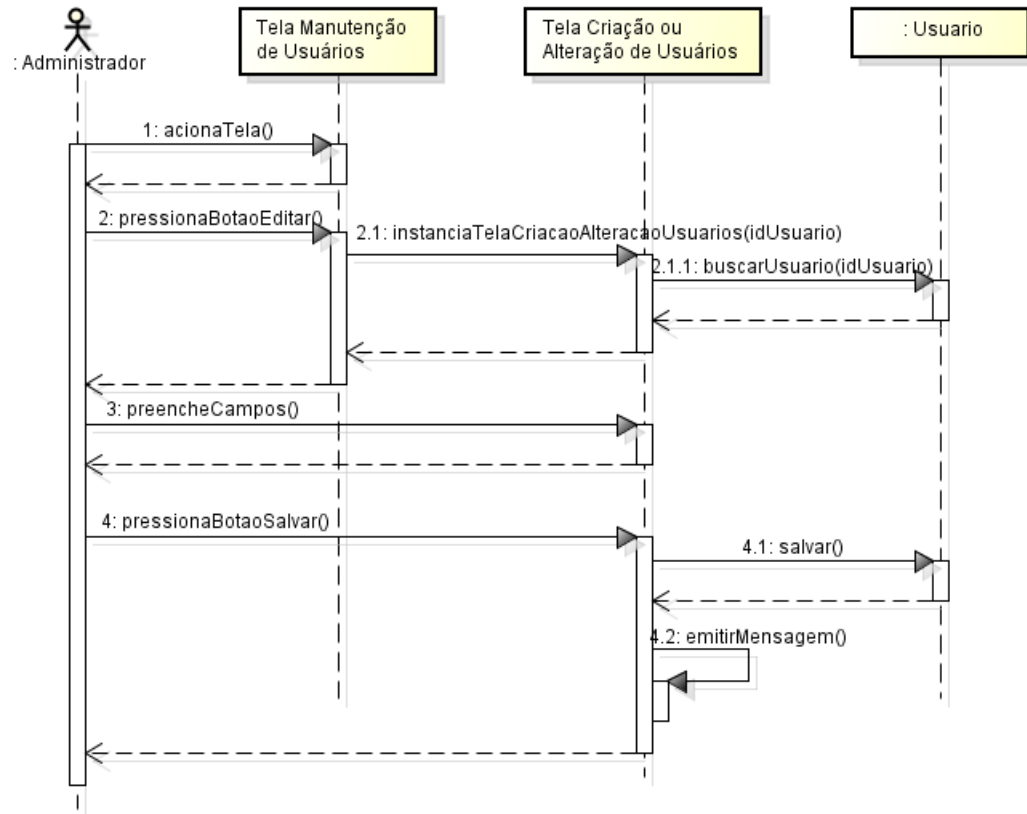 : Administrador
Tela Manutenção
de Usuários
Tela Criação ou
Alteração de Usuários
: Usuario
1: acionaTela()
2: pressionaBotaoEditar()
2.1: instanciaTelaCriacaoAlteracaoUsuarios(idUsuario)
2.1.1: buscarUsuario(idUsuario)
3: preencheCampos()
4: pressionaBotaoSalvar()
4.1: salvar()
4.2: emitirMensagem()